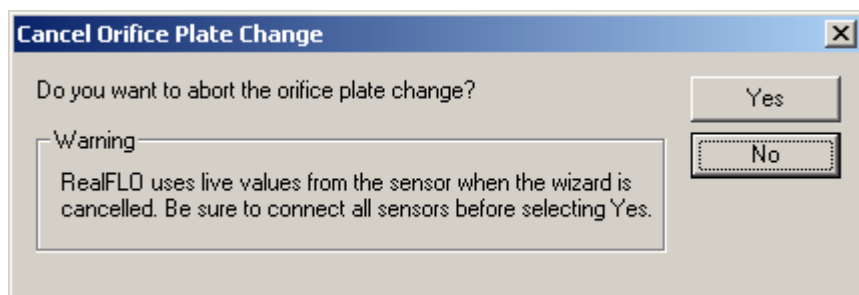 Cancel Orifice Plate Change
Do you want to abort the orifice plate change?
Yes
Warning
No
RealFLO uses live values from the sensor when the wizard is
cancelled. Be sure to connect all sensors before selecting Yes.